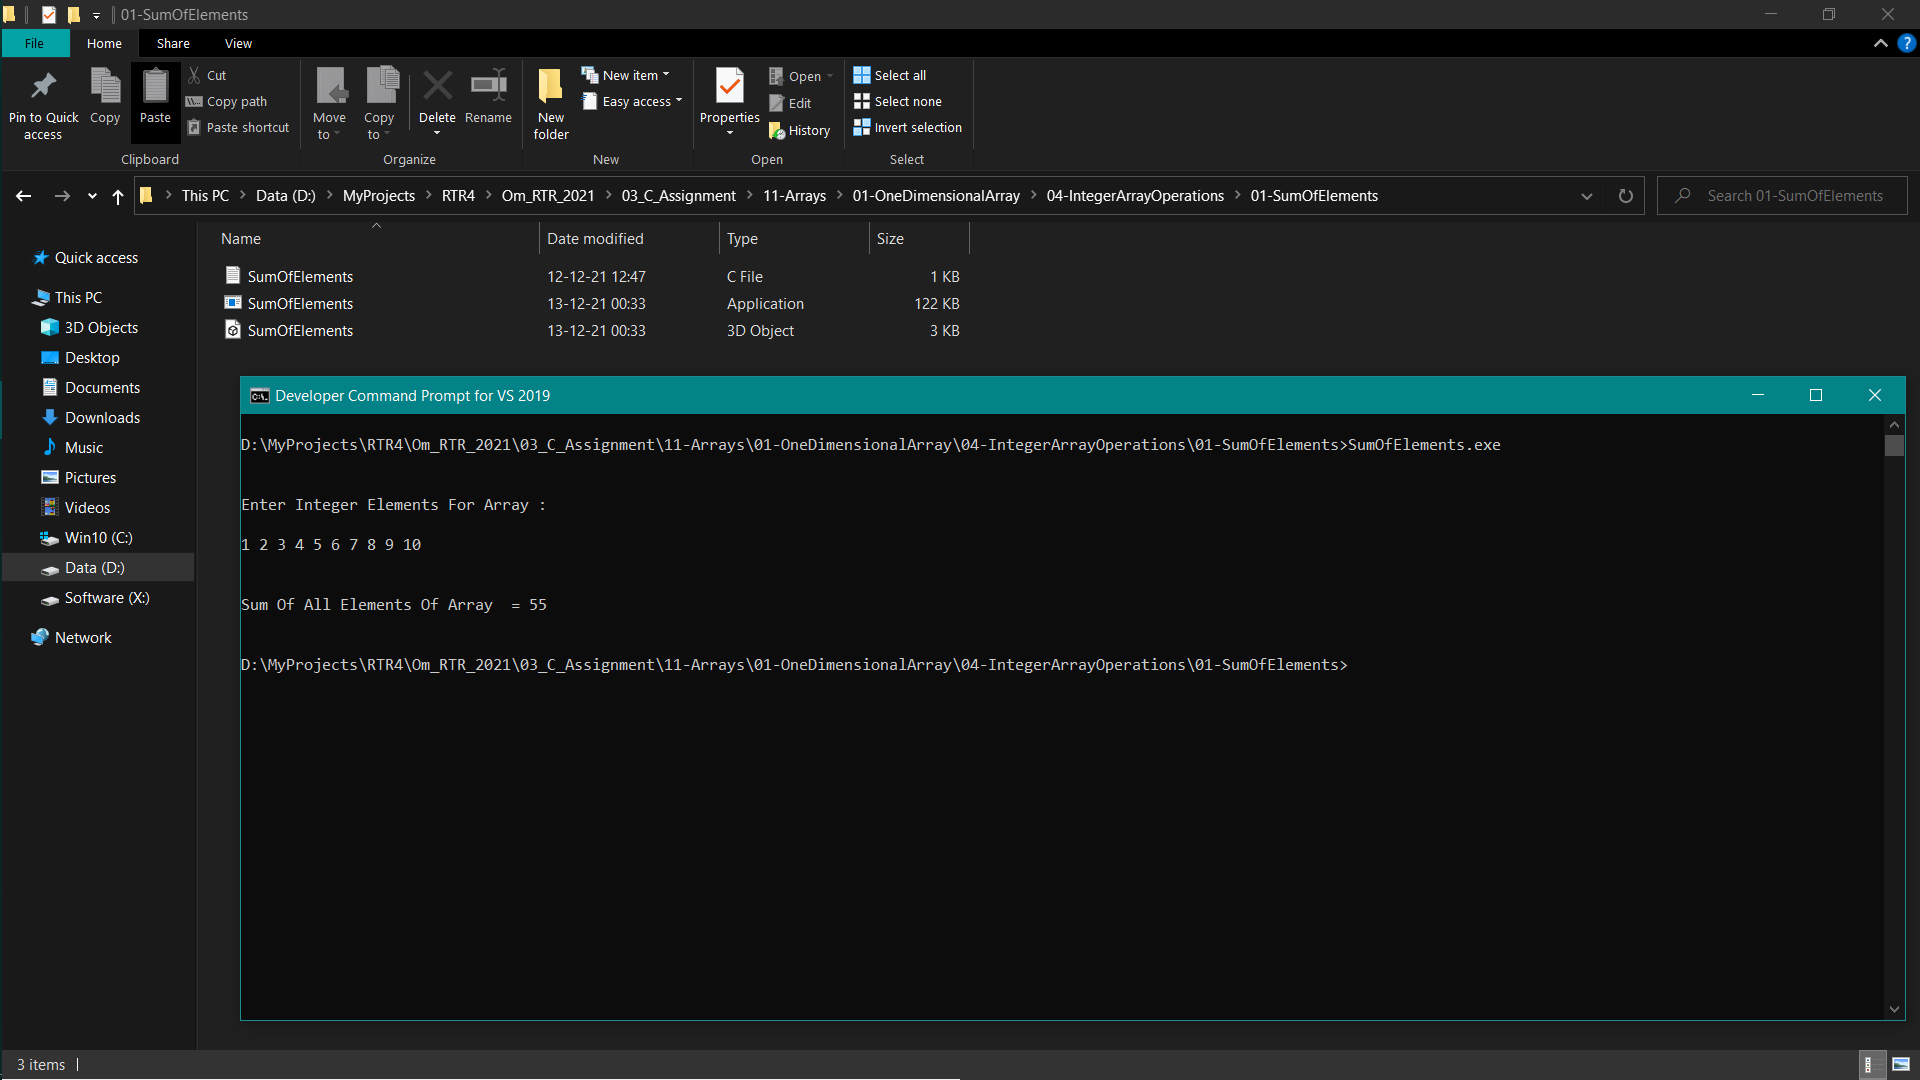 01-SumOfElements
File Home Share View
Pin to Quick access
Copy
Paste
Cut
Copy path
Paste shortcut
Clipboard
Move to
Copy to
Delete
Rename
Organize
New folder
New item
Easy access
New
Properties
Open
Edit
History
Open
Select all
Select none
Invert selection
Select
This PC > Data (D:) > MyProjects > RTR4 > Om_RTR_2021 > 03_C_Assignment > 11-Arrays > 01-OneDimensionalArray > 04-IntegerArrayOperations > 01-SumOfElements
Search 01-SumOfElements
Quick access
This PC
3D Objects
Desktop
Documents
Downloads
Music
Pictures
Videos
Win10 (C:)
Data (D:)
Software (X:)
Network
Name Date modified Type Size
SumOfElements 12-12-21 12:47 C File 1 KB
SumOfElements 13-12-21 00:33 Application 122 KB
SumOfElements 13-12-21 00:33 3D Object 3 KB
C:\. Developer Command Prompt for VS 2019
D:\MyProjects\RTR4\Om_RTR_2021\03_C_Assignment\11-Arrays\01-OneDimensionalArray\04-IntegerArrayOperations\01-SumOfElements>SumOfElements.exe
Enter Integer Elements For Array :
1 2 3 4 5 6 7 8 9 10
Sum Of All Elements Of Array  = 55
D:\MyProjects\RTR4\Om_RTR_2021\03_C_Assignment\11-Arrays\01-OneDimensionalArray\04-IntegerArrayOperations\01-SumOfElements>
3 items